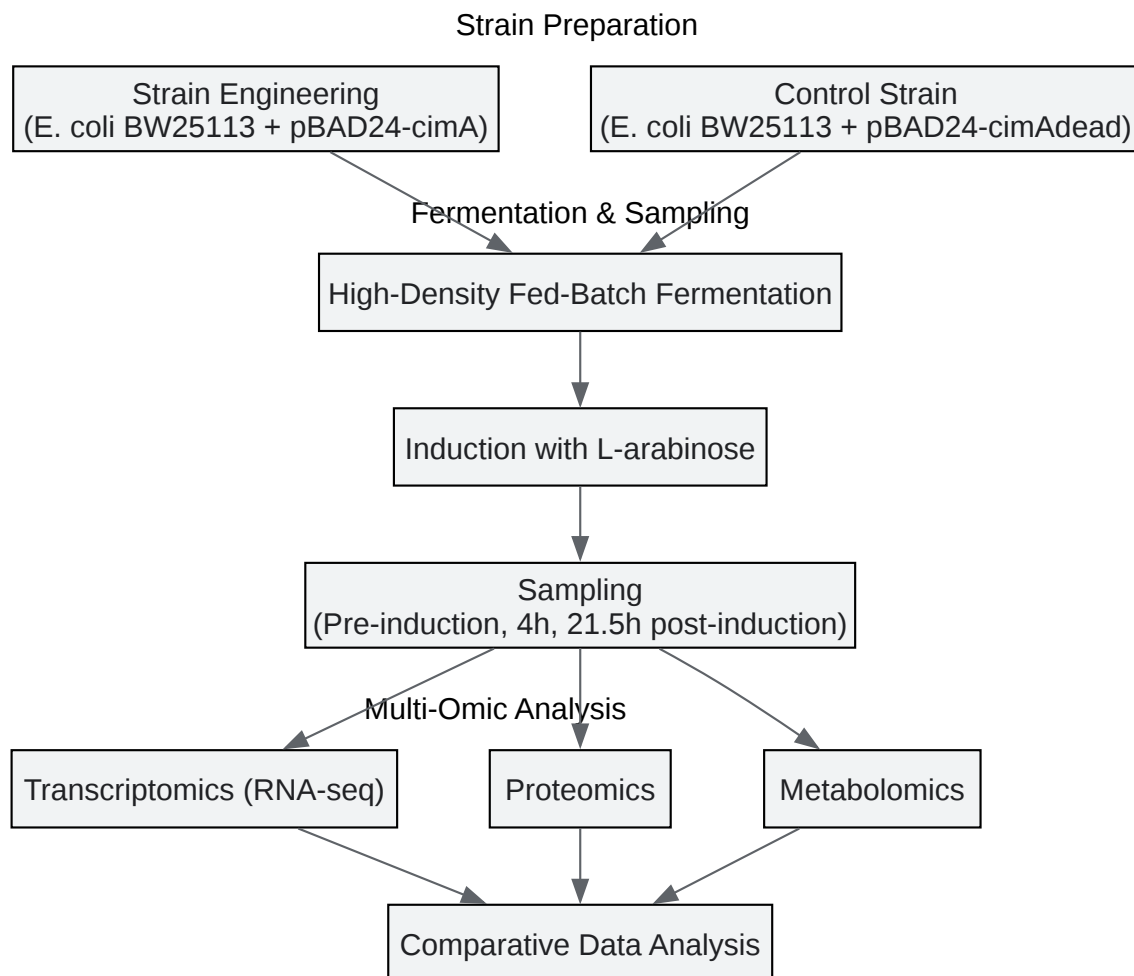 Strain Preparation
Strain Engineering
(E. coli BW25113 + pBAD24-cimA)
Control Strain
(E. coli BW25113 + pBAD24-cimAdead)
Fermentation & Sampling
High-Density Fed-Batch Fermentation
Induction with L-arabinose
Sampling
(Pre-induction, 4h, 21.5h post-induction)
Multi-Omic Analysis
Transcriptomics (RNA-seq)
Proteomics
Metabolomics
Comparative Data Analysis